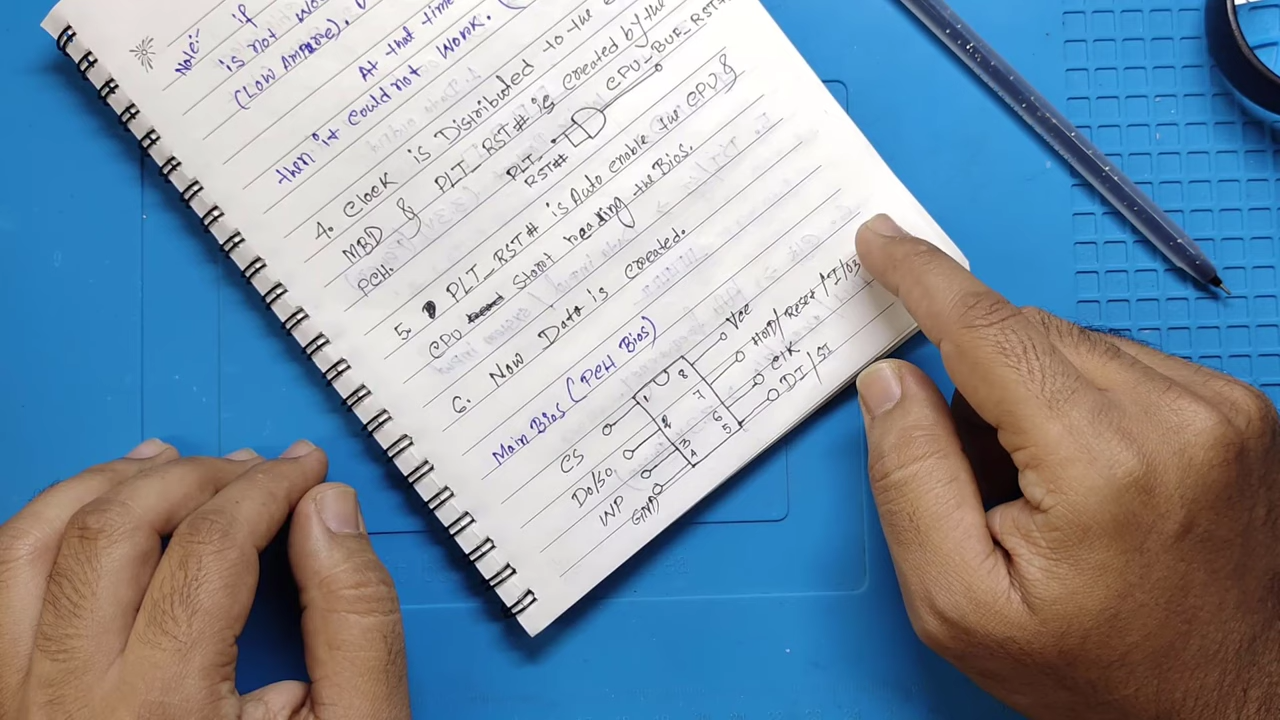 Note:- if
is not wo
(Low Ampare).
At that time
then it could not work. (
4. Clock is Distributed to the
MBD & PLT_RST# is created by the
PCH.
PLT_
RST#
CPU_BUF_RST#
5. PLT_RST# is Auto enable the CPU &
CPU Start reading the Bios.
6. Now Data is created.
Main Bios (PCH Bios)
1 8
2 7
3 6
4 5
CS
DO/SO
WP
GND
Vcc
HOlD/Reset/I/03
ClK
DI/SI